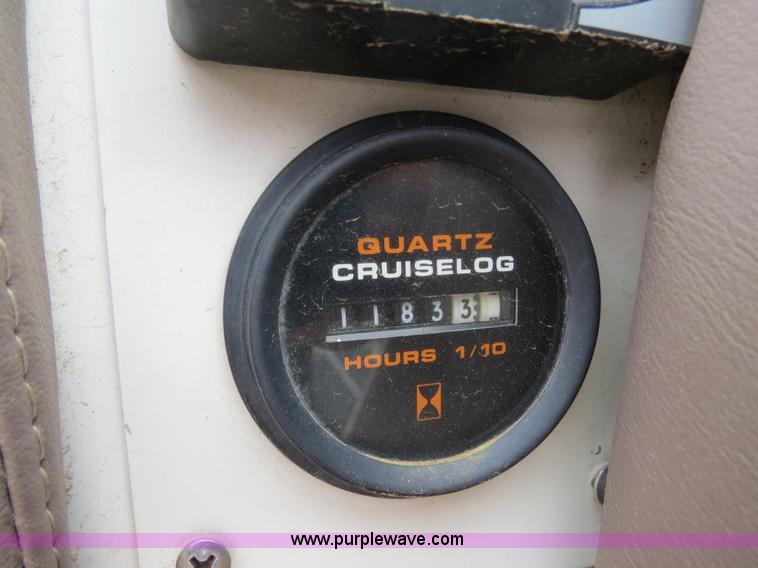 QUARTZ
CRUISELOG
11833
HOURS 1/10
www.purplewave.com